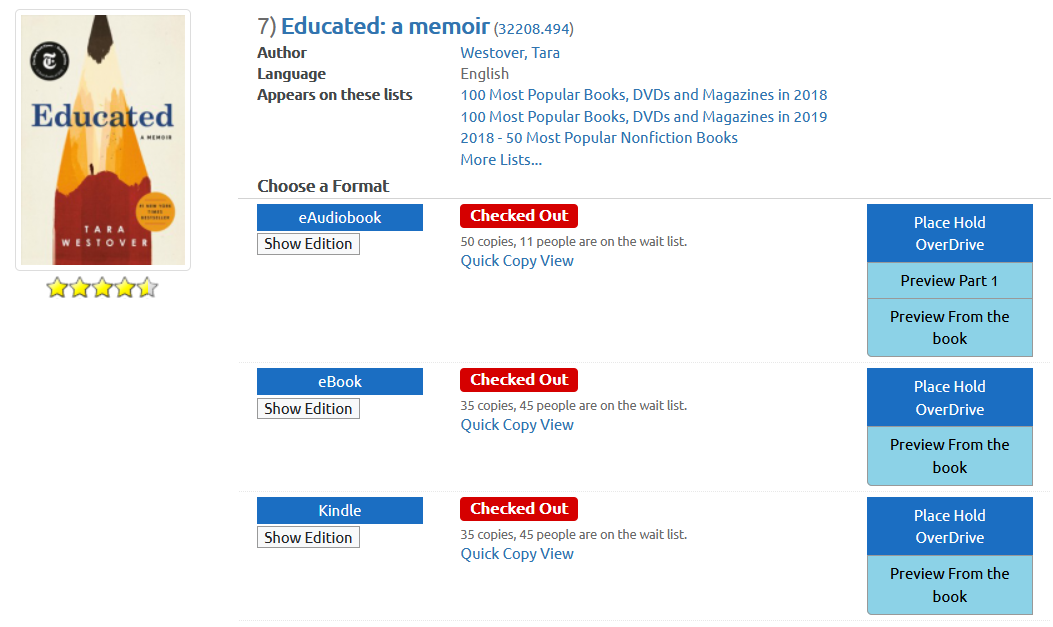 Educated
A MEMOIR
TARA
WESTOVER
7) Educated: a memoir (32208.494)
Author Westover, Tara
Language English
Appears on these lists 100 Most Popular Books, DVDs and Magazines in 2018
100 Most Popular Books, DVDs and Magazines in 2019
2018 - 50 Most Popular Nonfiction Books
More Lists...
Choose a Format
eAudiobook
Show Edition
Checked Out
50 copies, 11 people are on the wait list.
Quick Copy View
Place Hold
OverDrive
Preview Part 1
Preview From the
book
eBook
Show Edition
Checked Out
35 copies, 45 people are on the wait list.
Quick Copy View
Place Hold
OverDrive
Preview From the
book
Kindle
Show Edition
Checked Out
35 copies, 45 people are on the wait list.
Quick Copy View
Place Hold
OverDrive
Preview From the
book